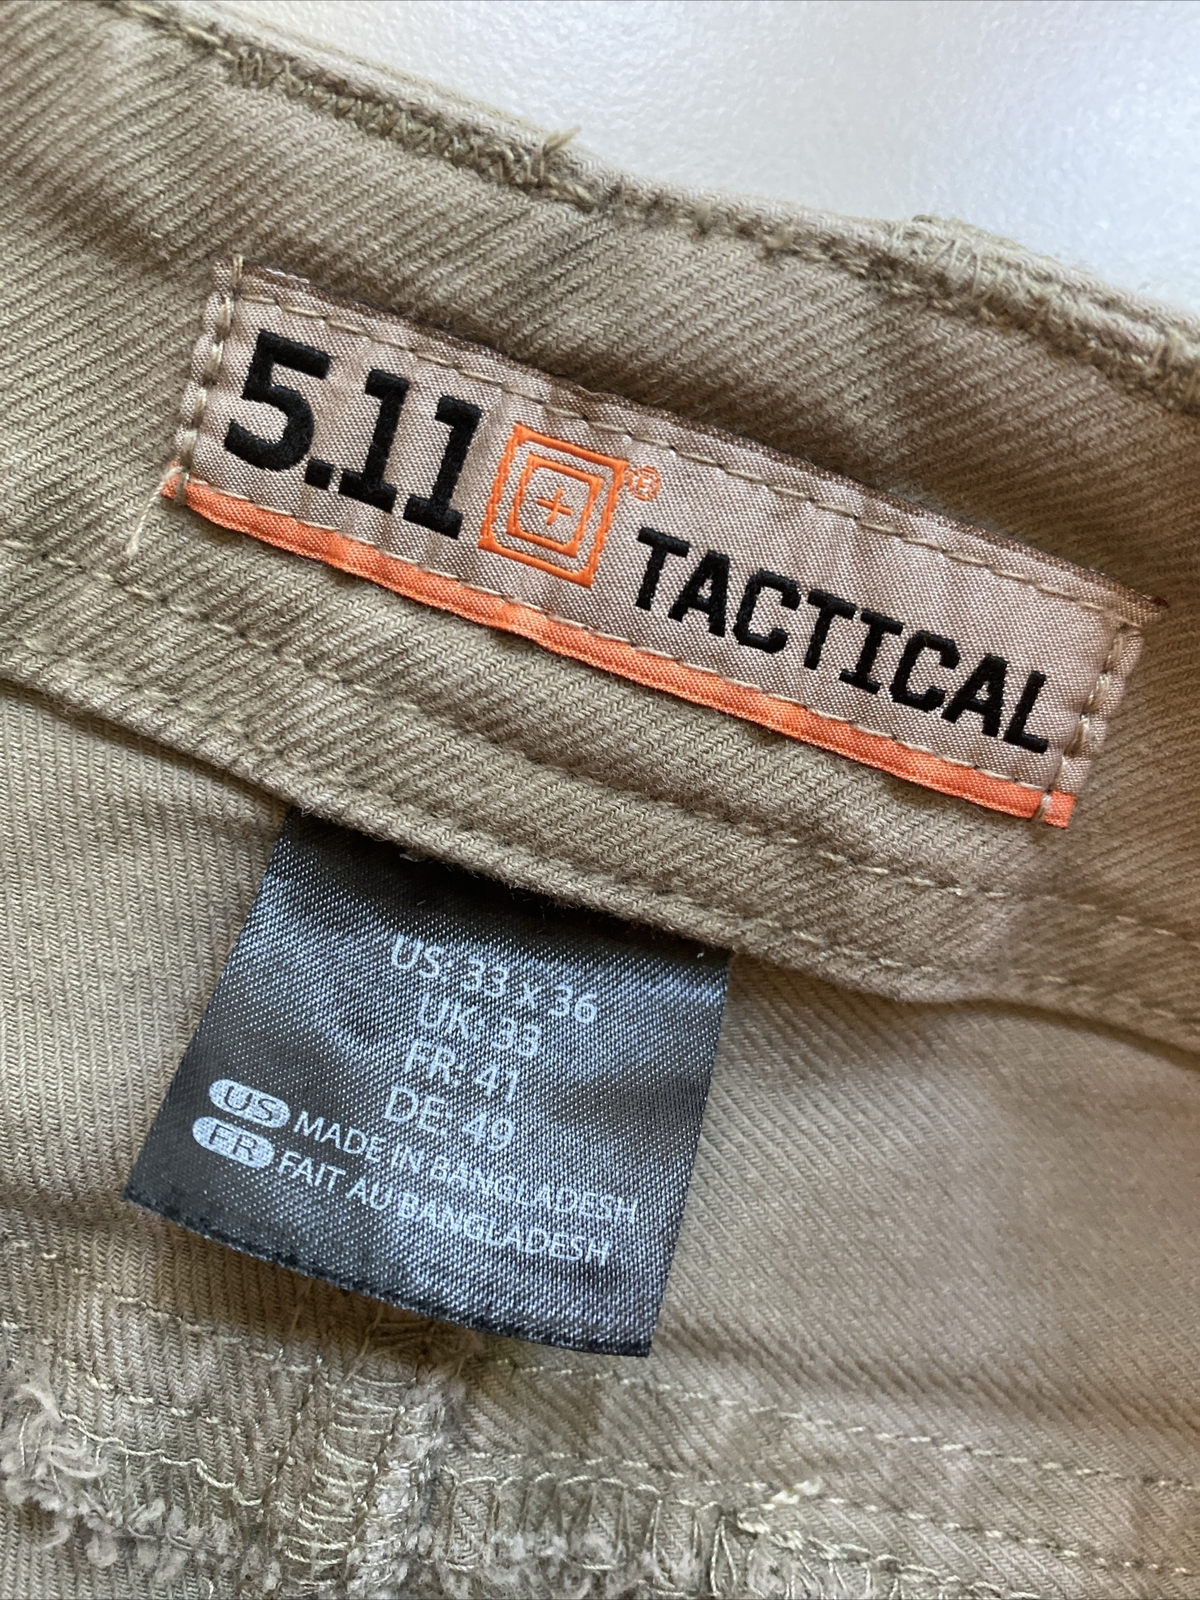 5.11® TACTICAL
US: 33 x 36
UK: 33
FR: 41
DE: 49
US MADE IN BANGLADESH
FR FAIT AU BANGLADESH